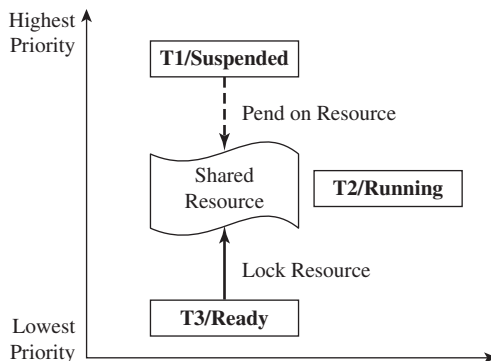 Highest
Priority
T1/Suspended
Pend on Resource
Shared
Resource
T2/Running
Lock Resource
T3/Ready
Lowest
Priority